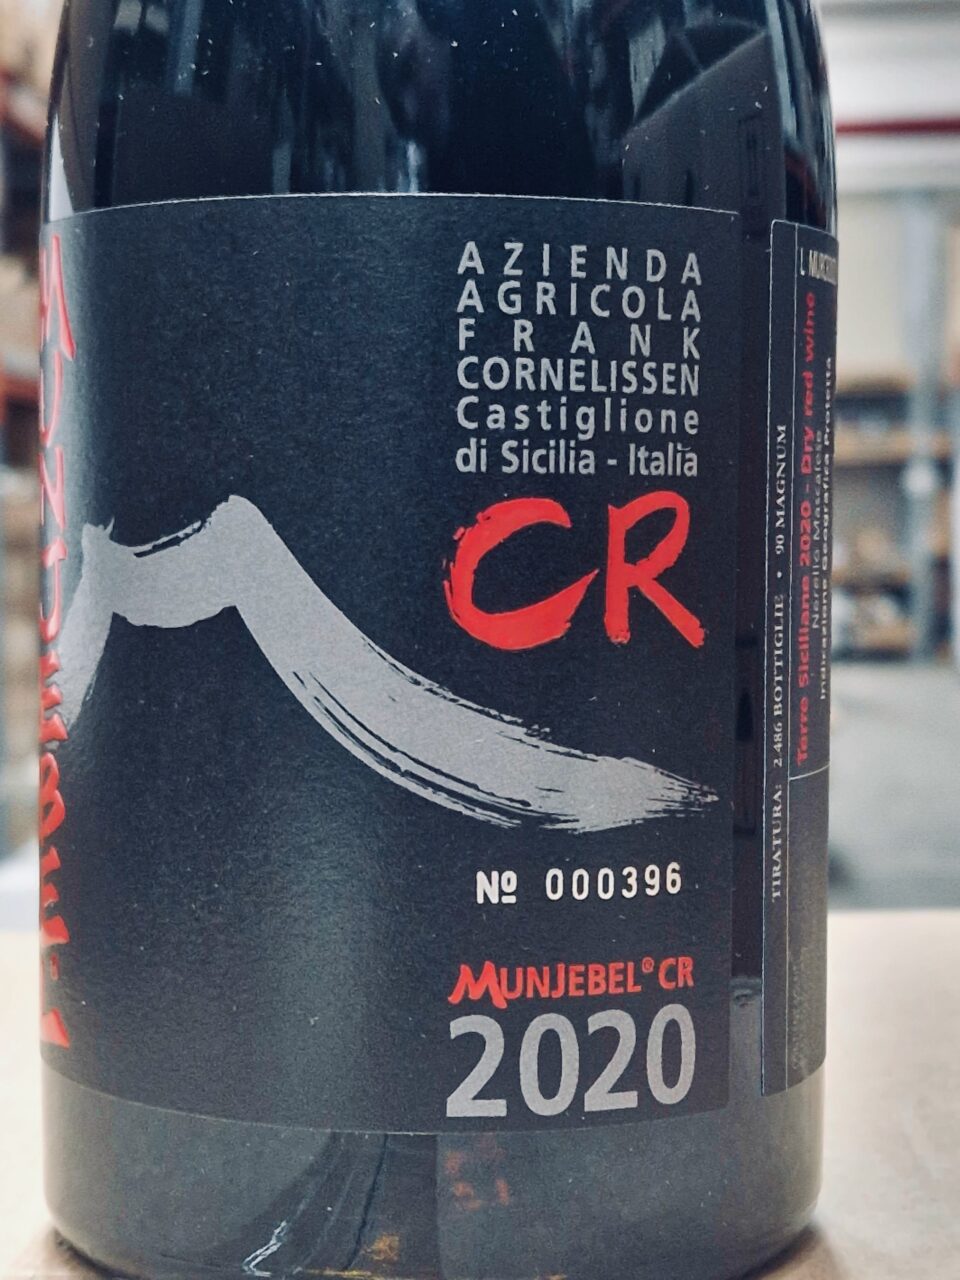 AZIENDA
AGRICOLA
FRANK
CORNELISSEN
Castiglione
di Sicilia - Italia
CR
Nº 000396
MUNJEBEL® CR
2020
TIRATURA: 2.486 BOTTIGLIE • 90 MAGNUM
Terre Siciliane 2020 - Dry red wine
Nerello Mascalese
Indicazione Geografica Protetta